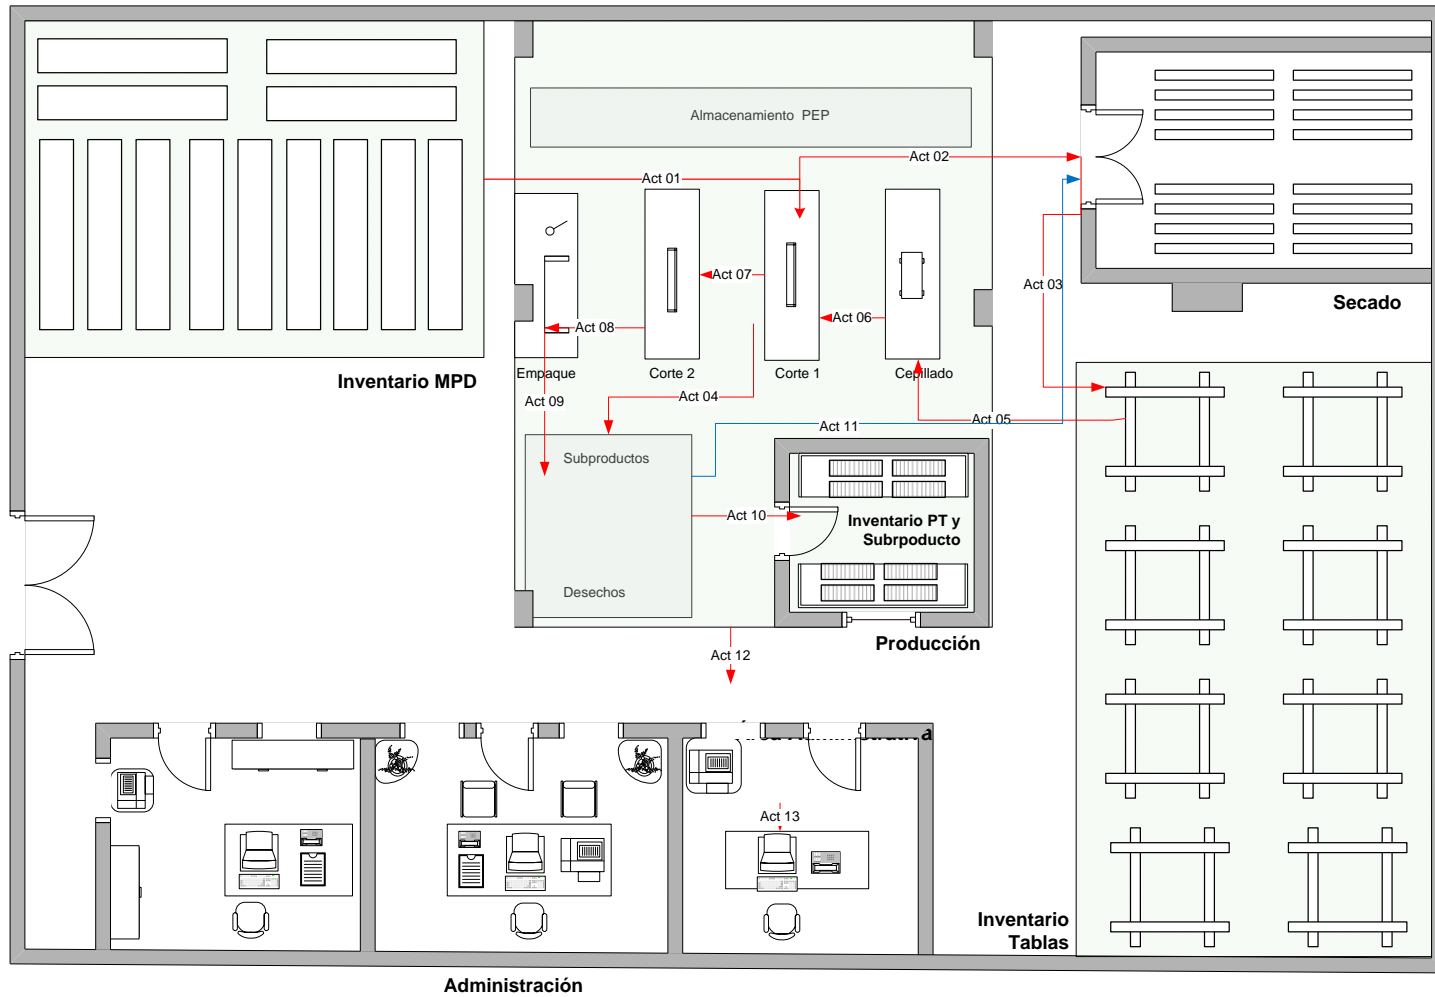 Almacenamiento PEP
Act 02
Act 01
Act 07
Act 03
Secado
Act 06
Act 08
Inventario MPD
Empaque
Corte 2
Corte 1
Cepillado
Act 09
Act 04
Act 05
Act 11
Subproductos
Act 10
Inventario PT y
Subrpoducto
Desechos
Producción
Act 12
Act 13
Inventario
Tablas
Administración